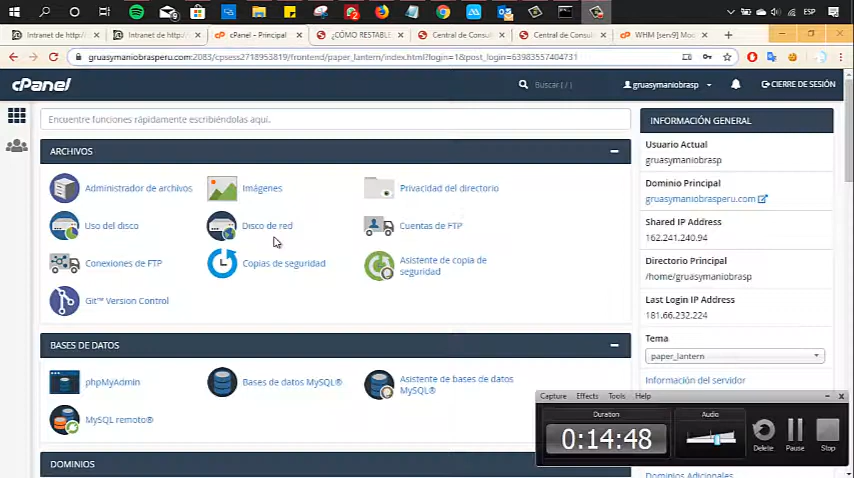 ESP
Intranet de http://
Intranet de http://
cPanel - Principal
¿CÓMO RESTABLE
Central de Consul
Central de Consul
WHM [serv9] Mod
gruasymaniobrasperu.com:2083/cpsess2718953819/frontend/paper_lantern/index.html?login=1&post_login=63983557404731
cPanel
Buscar ( / )
gruasymaniobrasp
CIERRE DE SESIÓN
Encuentre funciones rápidamente escribiéndolas aquí.
ARCHIVOS
Administrador de archivos
Imágenes
Privacidad del directorio
Uso del disco
Disco de red
Cuentas de FTP
Conexiones de FTP
Copias de seguridad
Asistente de copia de
seguridad
Git™ Version Control
BASES DE DATOS
phpMyAdmin
Bases de datos MySQL®
Asistente de bases de datos
MySQL®
MySQL remoto®
DOMINIOS
INFORMACIÓN GENERAL
Usuario Actual
gruasymaniobrasp
Dominio Principal
gruasymaniobrasperu.com
Shared IP Address
162.241.240.94
Directorio Principal
/home/gruasymaniobrasp
Last Login IP Address
181.66.232.224
Tema
paper_lantern
Información del servidor
Capture Effects Tools Help
Duration
0:14:48
Audio
Delete
Pause
Stop
Dominios Adicionales